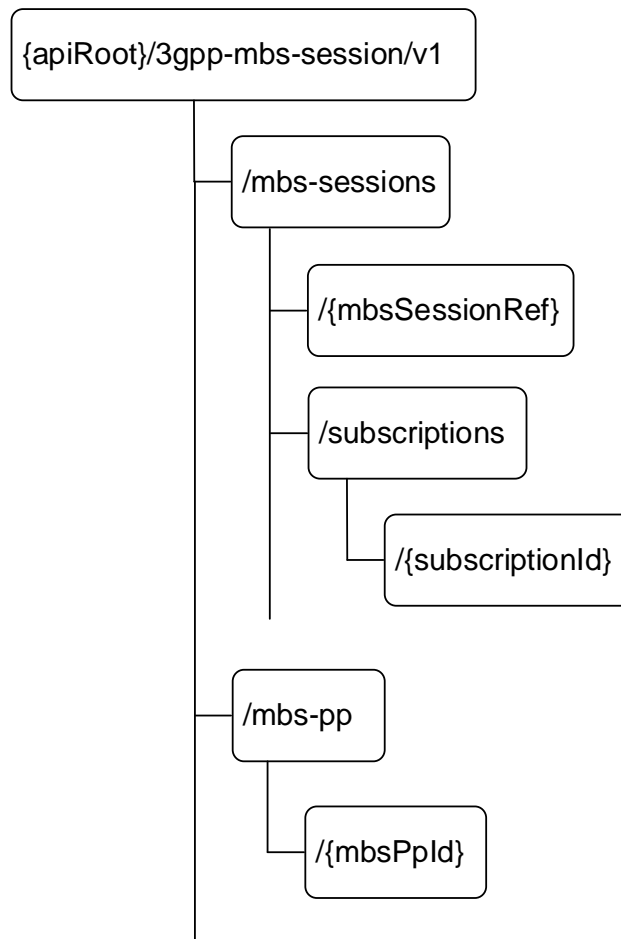 {apiRoot}/3gpp-mbs-session/v1
/mbs-sessions
/{mbsSessionRef}
/subscriptions
/{subscriptionId}
/mbs-pp
/{mbsPpId}